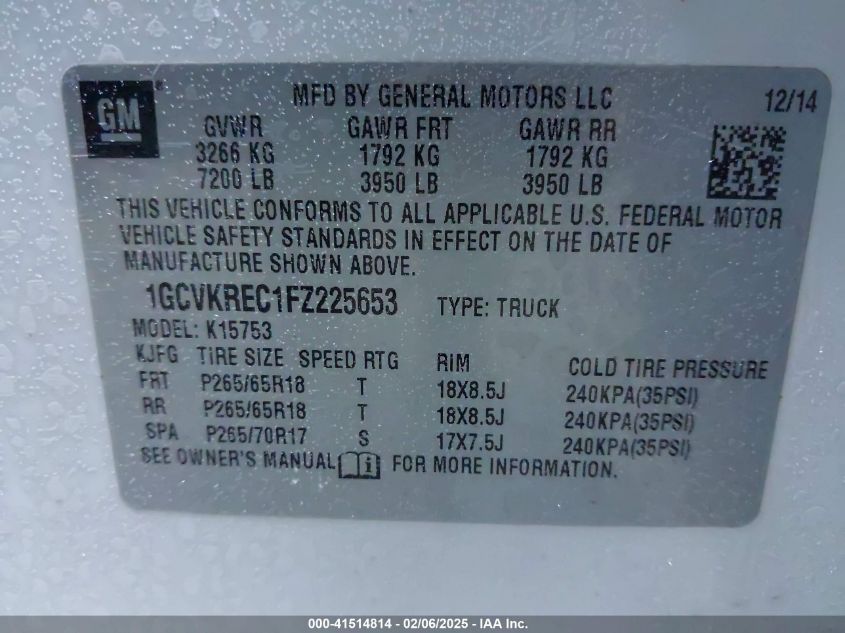 GM
MFD BY GENERAL MOTORS LLC 12/14
GVWR GAWR FRT GAWR RR
3266 KG 1792 KG 1792 KG
7200 LB 3950 LB 3950 LB
THIS VEHICLE CONFORMS TO ALL APPLICABLE U.S. FEDERAL MOTOR
VEHICLE SAFETY STANDARDS IN EFFECT ON THE DATE OF
MANUFACTURE SHOWN ABOVE.
1GCVKREC1FZ225653 TYPE: TRUCK
MODEL: K15753
KJFG TIRE SIZE SPEED RTG RIM COLD TIRE PRESSURE
FRT P265/65R18 T 18X8.5J 240KPA(35PSI)
RR P265/65R18 T 18X8.5J 240KPA(35PSI)
SPA P265/70R17 S 17X7.5J 240KPA(35PSI)
SEE OWNER'S MANUAL i FOR MORE INFORMATION.
000-41514814 - 02/06/2025 - IAA Inc.